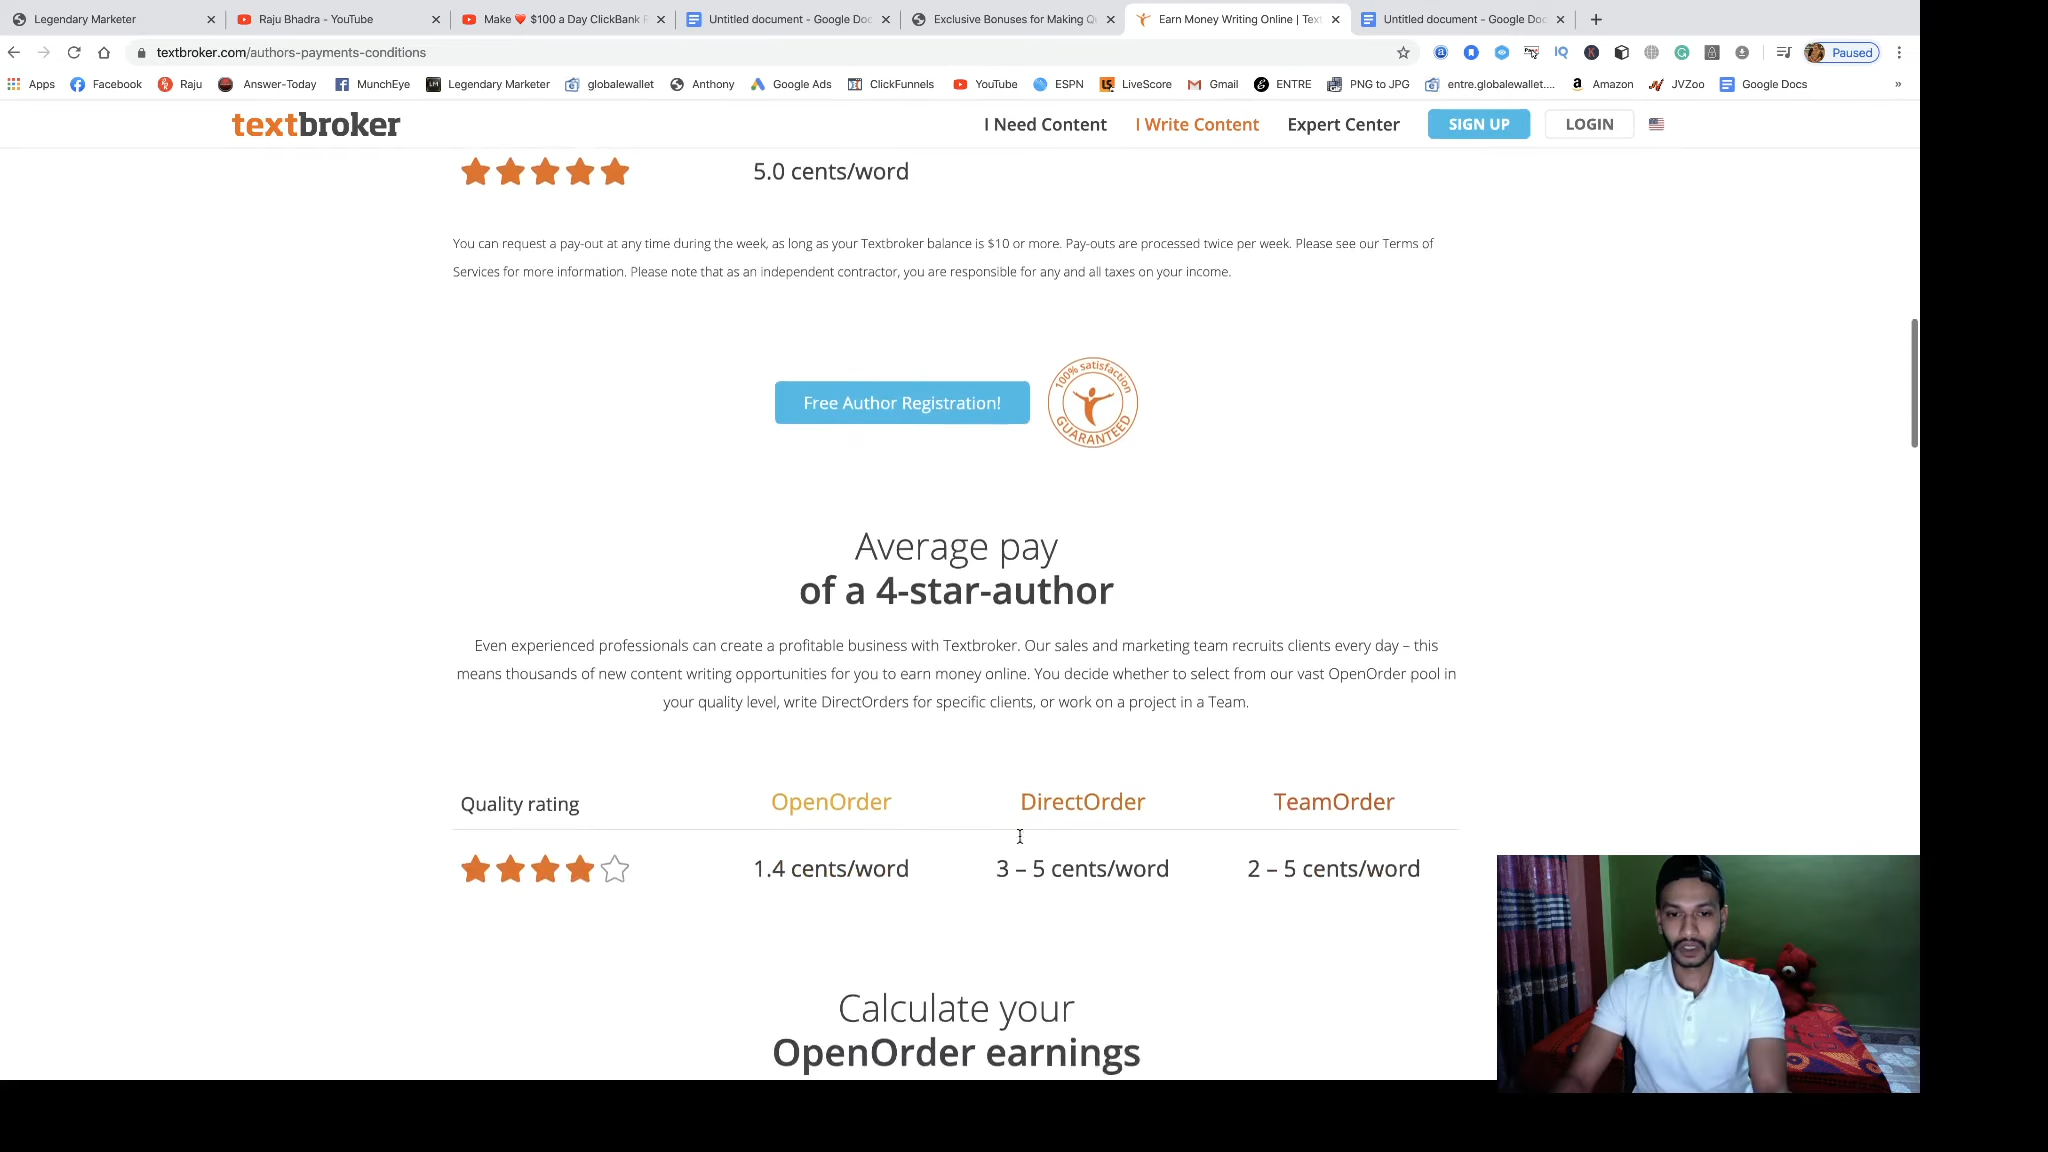 Legendary Marketer
Raju Bhadra - YouTube
Make ❤️ $100 a Day ClickBank
Untitled document - Google Doc
Exclusive Bonuses for Making Q
Earn Money Writing Online | Text
Untitled document - Google Doc
textbroker.com/authors-payments-conditions
IQ
Paused
Apps
Facebook
Raju
Answer-Today
MunchEye
Legendary Marketer
globalewallet
Anthony
Google Ads
ClickFunnels
YouTube
ESPN
LiveScore
Gmail
ENTRE
PNG to JPG
entre.globalewallet....
Amazon
JVZoo
Google Docs
»
textbroker
I Need Content
I Write Content
Expert Center
SIGN UP
LOGIN
5.0 cents/word
You can request a pay-out at any time during the week, as long as your Textbroker balance is $10 or more. Pay-outs are processed twice per week. Please see our Terms of
Services for more information. Please note that as an independent contractor, you are responsible for any and all taxes on your income.
Free Author Registration!
100% satisfaction
GUARANTEED
Average pay
of a 4-star-author
Even experienced professionals can create a profitable business with Textbroker. Our sales and marketing team recruits clients every day – this
means thousands of new content writing opportunities for you to earn money online. You decide whether to select from our vast OpenOrder pool in
your quality level, write DirectOrders for specific clients, or work on a project in a Team.
Quality rating
OpenOrder
DirectOrder
TeamOrder
1.4 cents/word
3 – 5 cents/word
2 – 5 cents/word
Calculate your
OpenOrder earnings